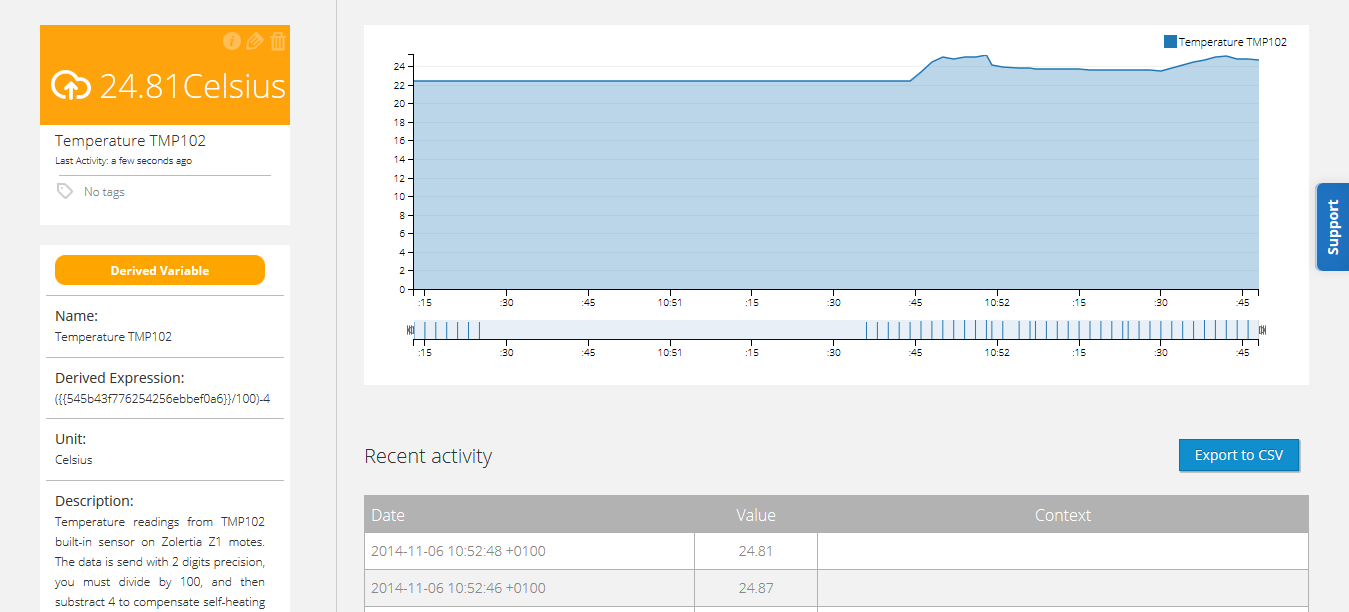 24.81Celsius
Temperature TMP102
Last Activity: a few seconds ago
No tags
Derived Variable
Name:
Temperature TMP102
Derived Expression:
({{{545b43f776254256ebbef0a6}}/100)-4
Unit:
Celsius
Description:
Temperature readings from TMP102
built-in sensor on Zolertia Z1 motes.
The data is send with 2 digits precision,
you must divide by 100, and then
substract 4 to compensate self-heating
Temperature TMP102
24
22
20
18
16
14
12
10
8
6
4
2
0
:15 :30 :45 10:51 :15 :30 :45 10:52 :15 :30 :45
:15 :30 :45 10:51 :15 :30 :45 10:52 :15 :30 :45
Support
Recent activity
Export to CSV
Date Value Context
2014-11-06 10:52:48 +0100 24.81
2014-11-06 10:52:46 +0100 24.87